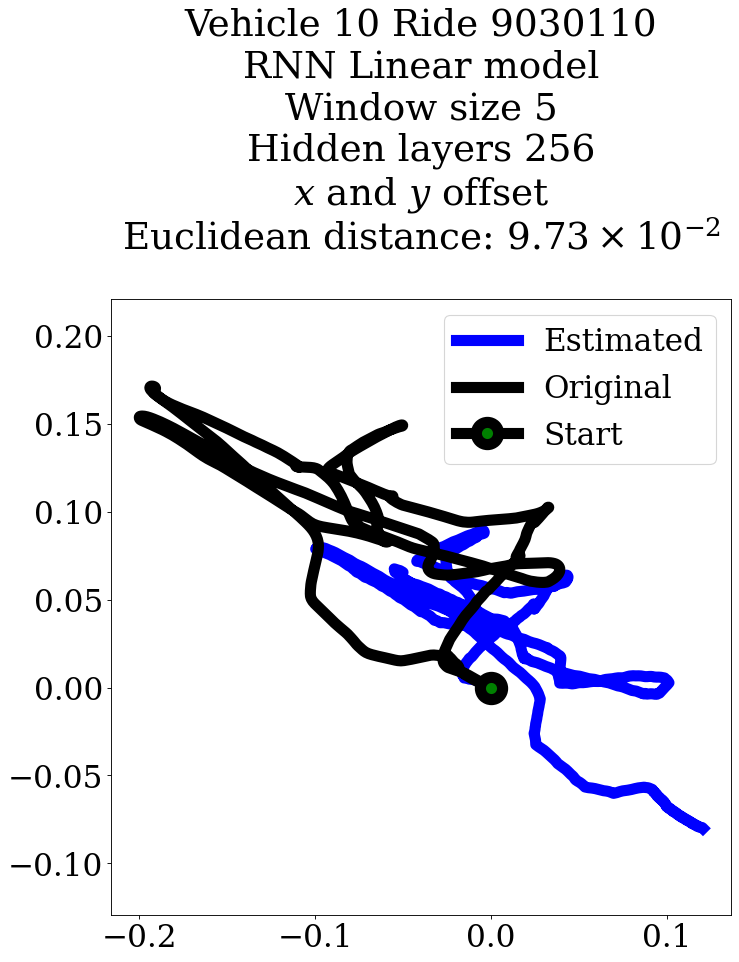 Vehicle 10 Ride 9030110
RNN Linear model
Window size 5
Hidden layers 256
x and y offset
Euclidean distance: 9.73 × 10⁻²
Estimated
Original
Start
0.20
0.15
0.10
0.05
0.00
−0.05
−0.10
−0.2 −0.1 0.0 0.1